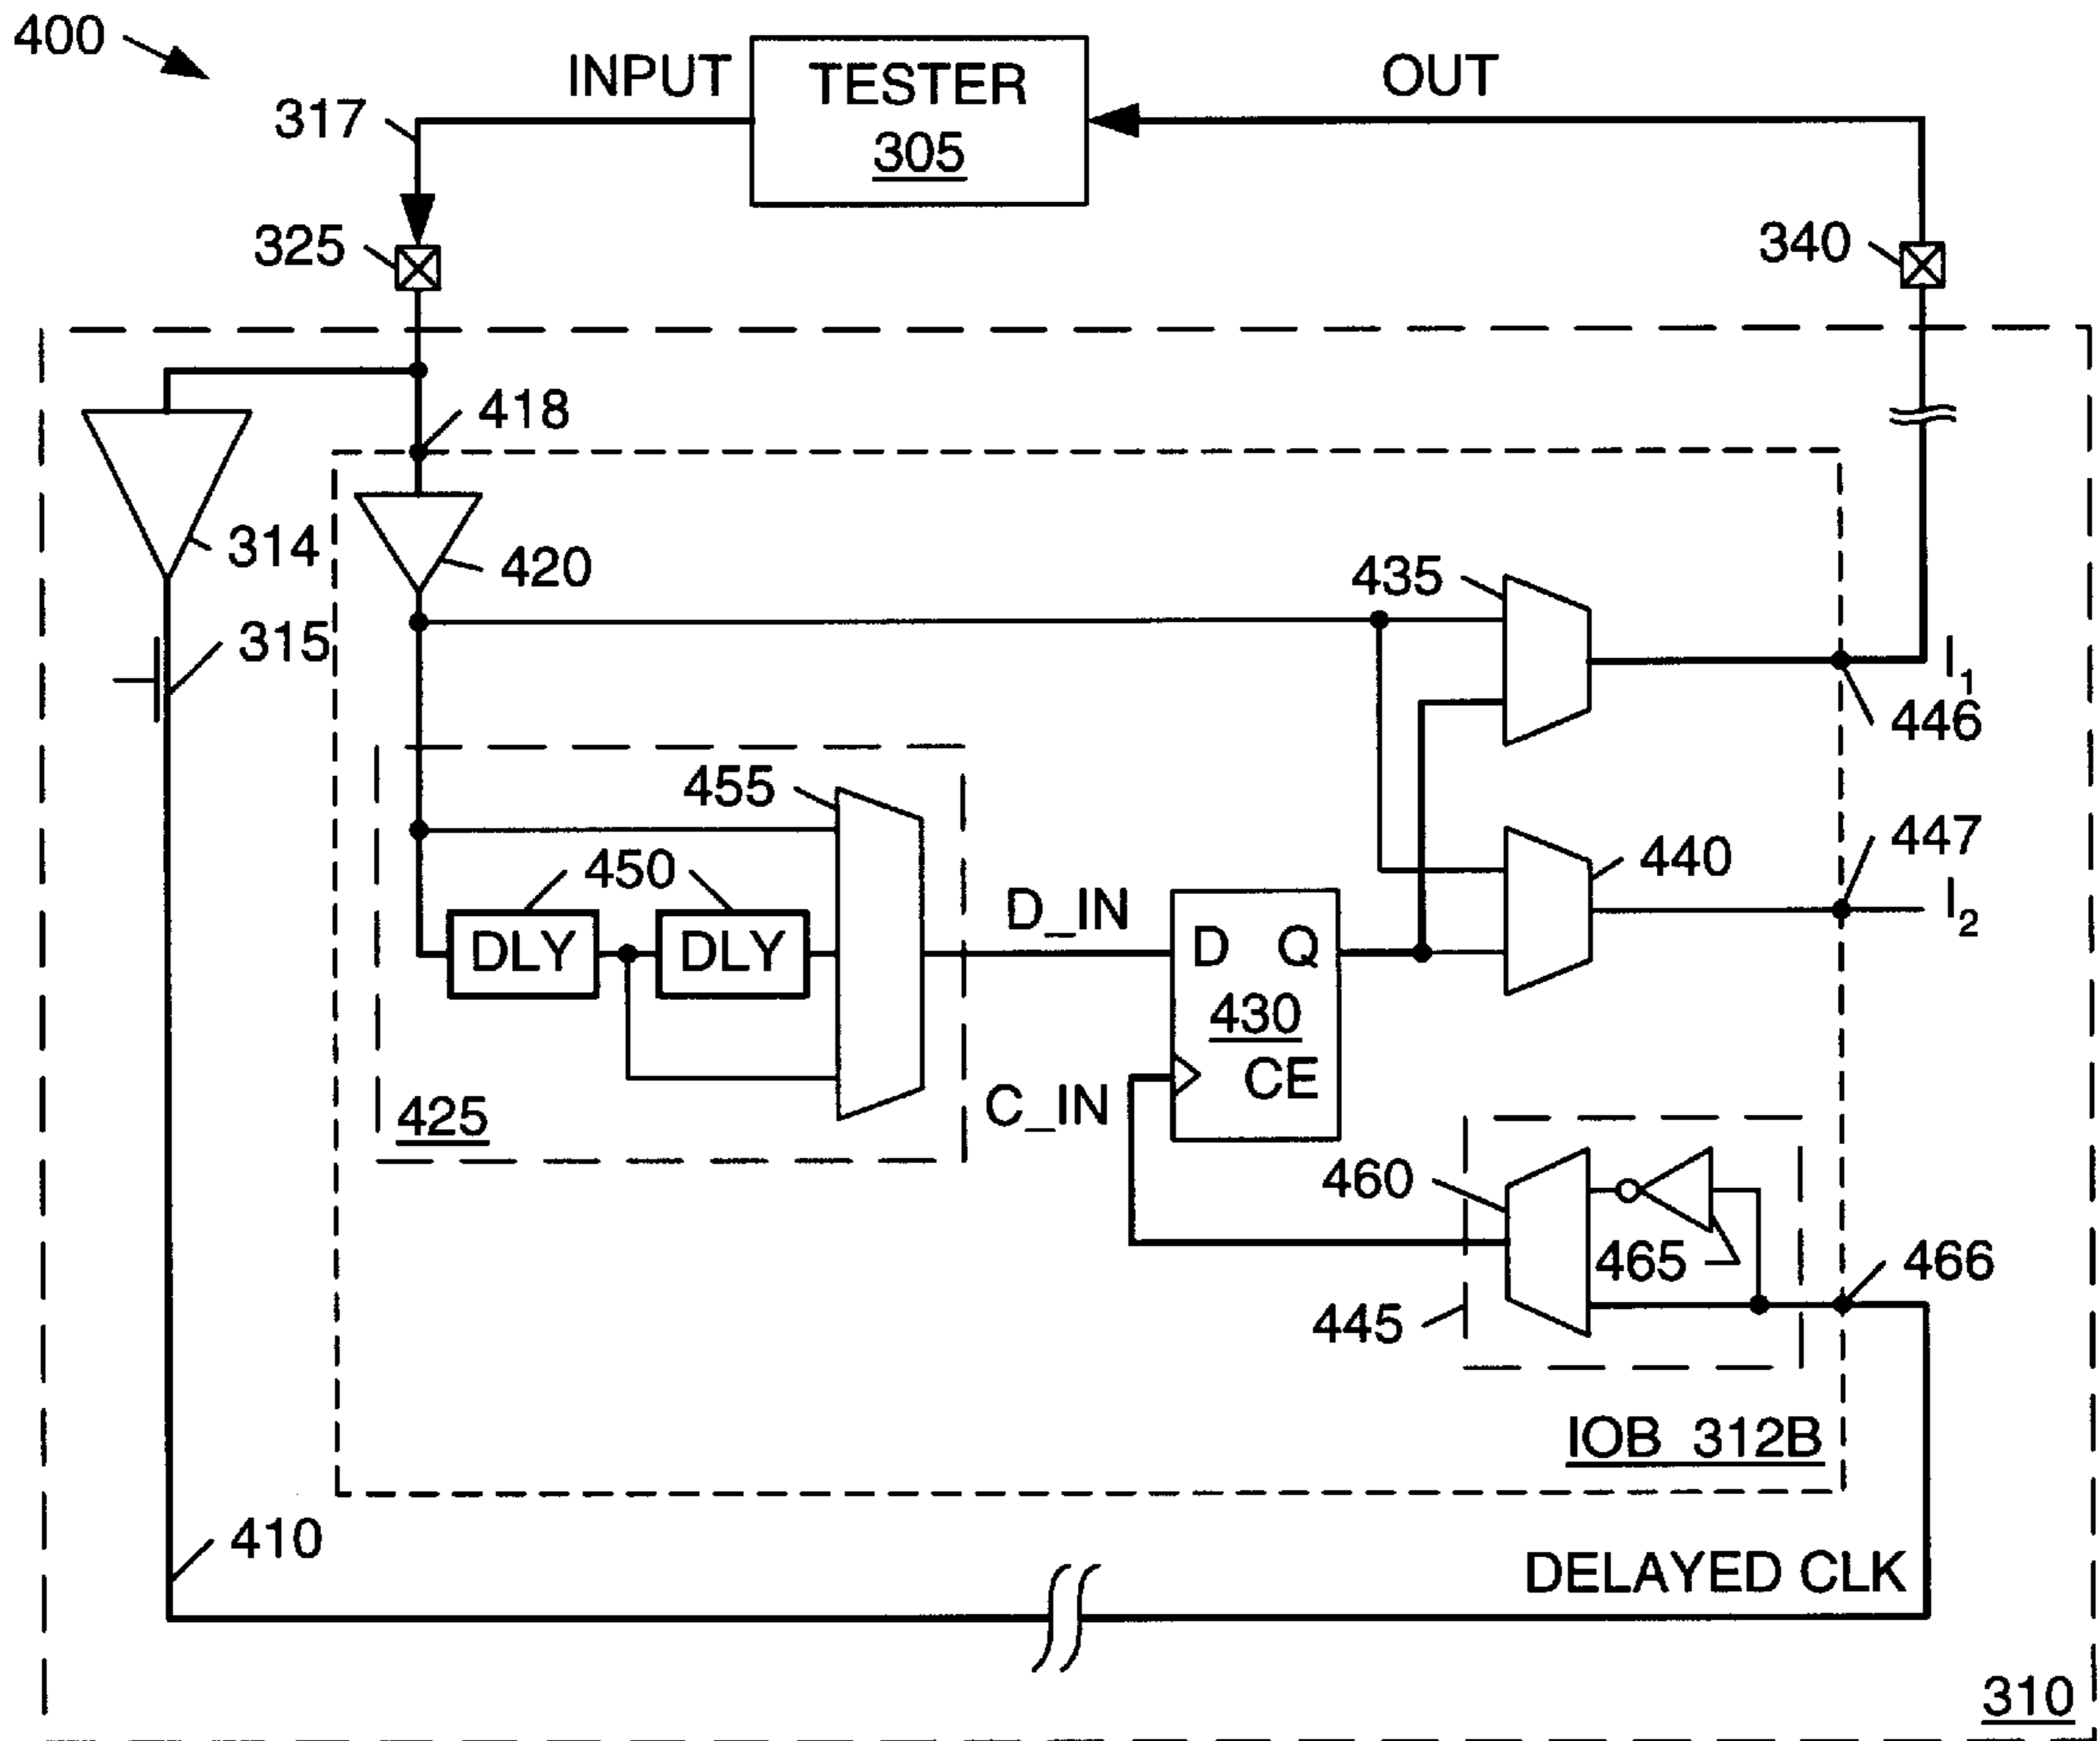 400
INPUT
TESTER
305
OUT
317
325
340
418
314
420
435
315
I1
446
455
450
447
440
DLY
DLY
D_IN
D
Q
I2
430
CE
C_IN
425
460
465
466
445
IOB 312B
410
DELAYED CLK
310